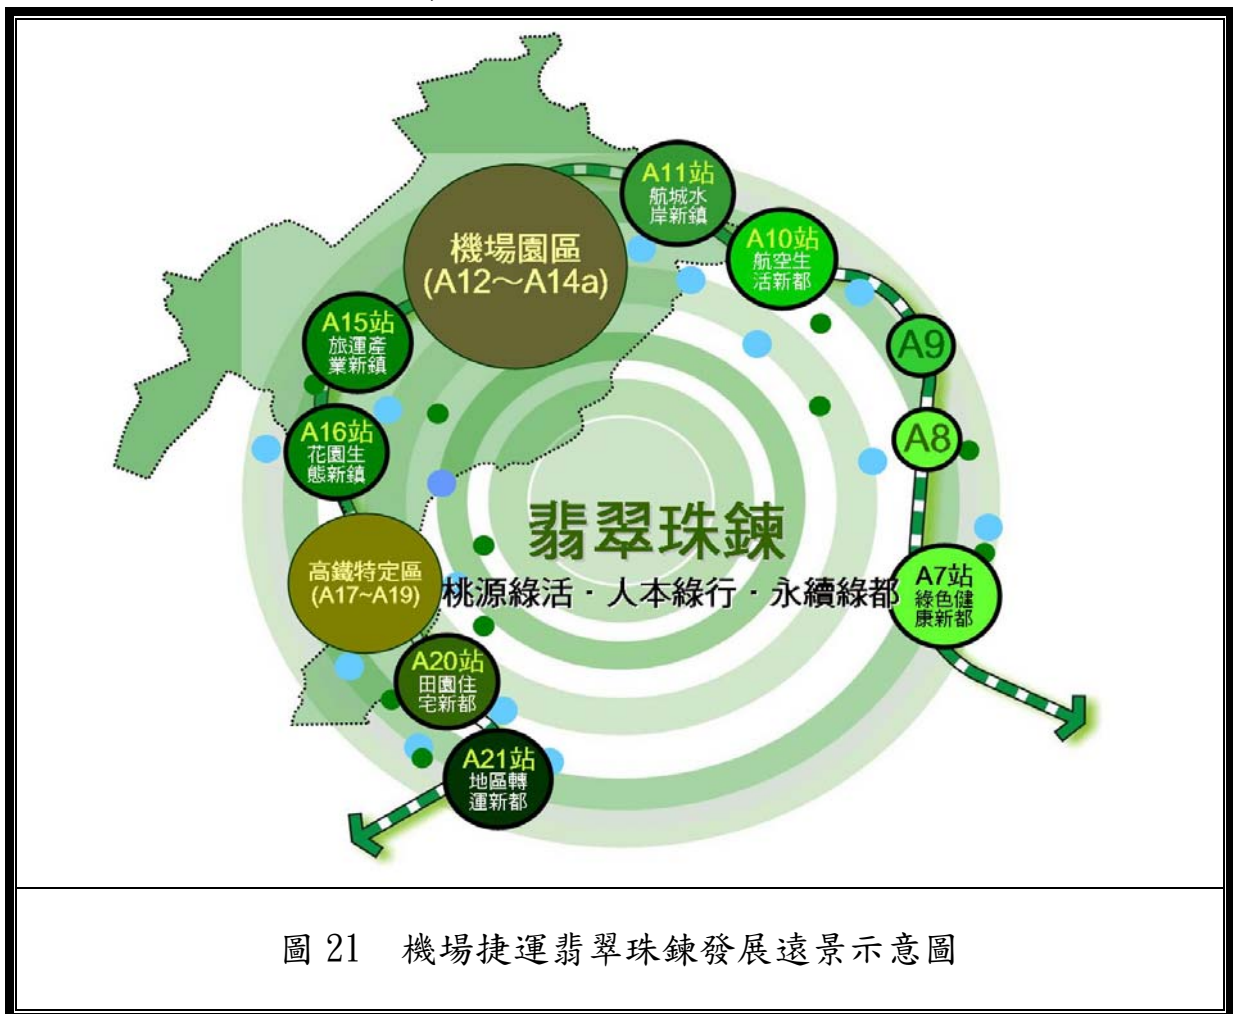 A11站
航城水
岸新鎮
A10站
航空生
活新都
機場園區
(A12～A14a)
A15站
旅運產
業新鎮
A9
A16站
花園生
態新鎮
A8
翡翠珠鍊
桃源綠活．人本綠行．永續綠都
高鐵特定區
(A17~A19)
A7站
綠色健
康新都
A20站
田園住
宅新都
A21站
地區轉
運新都
圖 21 機場捷運翡翠珠鍊發展遠景示意圖